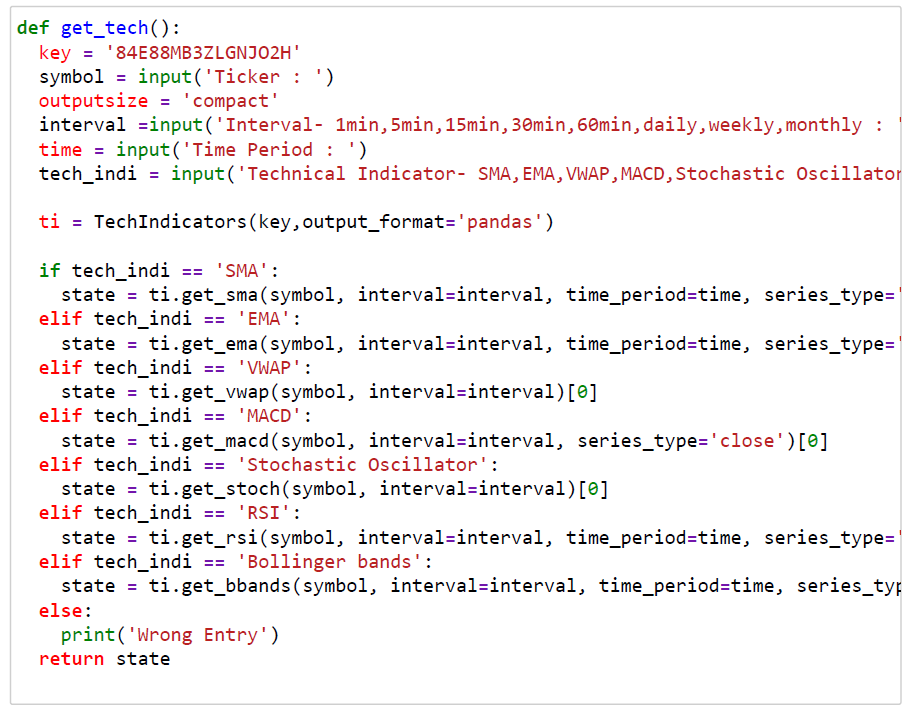 def get_tech():
  key = '84E88MB3ZLGNJO2H'
  symbol = input('Ticker : ')
  outputsize = 'compact'
  interval =input('Interval- 1min,5min,15min,30min,60min,daily,weekly,monthly : '
  time = input('Time Period : ')
  tech_indi = input('Technical Indicator- SMA,EMA,VWAP,MACD,Stochastic Oscillator
  ti = TechIndicators(key,output_format='pandas')
  if tech_indi == 'SMA':
    state = ti.get_sma(symbol, interval=interval, time_period=time, series_type='
  elif tech_indi == 'EMA':
    state = ti.get_ema(symbol, interval=interval, time_period=time, series_type='
  elif tech_indi == 'VWAP':
    state = ti.get_vwap(symbol, interval=interval)[0]
  elif tech_indi == 'MACD':
    state = ti.get_macd(symbol, interval=interval, series_type='close')[0]
  elif tech_indi == 'Stochastic Oscillator':
    state = ti.get_stoch(symbol, interval=interval)[0]
  elif tech_indi == 'RSI':
    state = ti.get_rsi(symbol, interval=interval, time_period=time, series_type='
  elif tech_indi == 'Bollinger bands':
    state = ti.get_bbands(symbol, interval=interval, time_period=time, series_typ
  else:
    print('Wrong Entry')
  return state